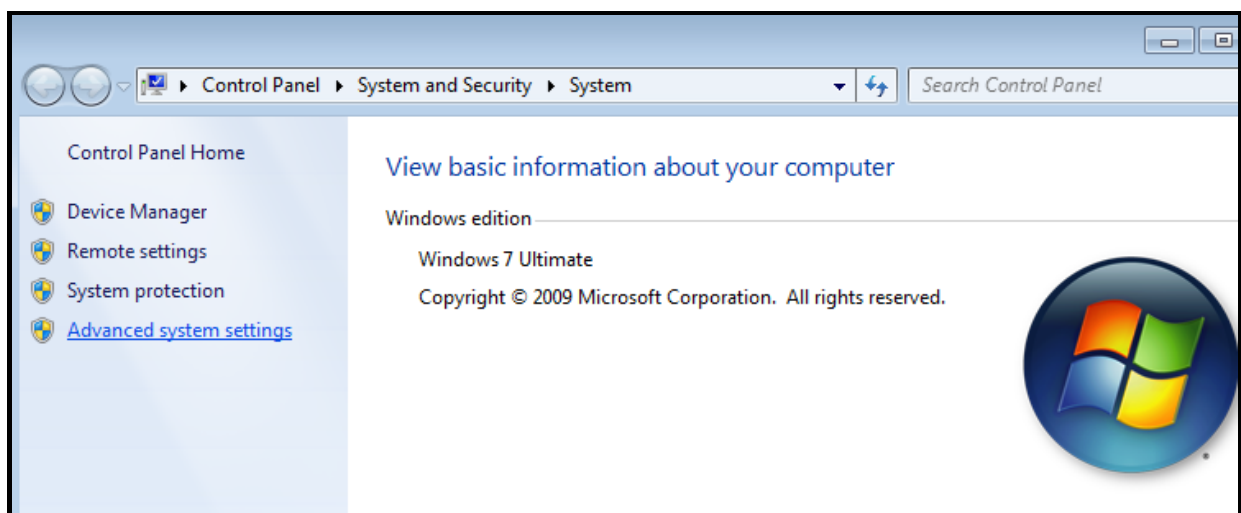 Control Panel System and Security System Search Control Panel
Control Panel Home
Device Manager
Remote settings
System protection
Advanced system settings
View basic information about your computer
Windows edition
Windows 7 Ultimate
Copyright © 2009 Microsoft Corporation. All rights reserved.